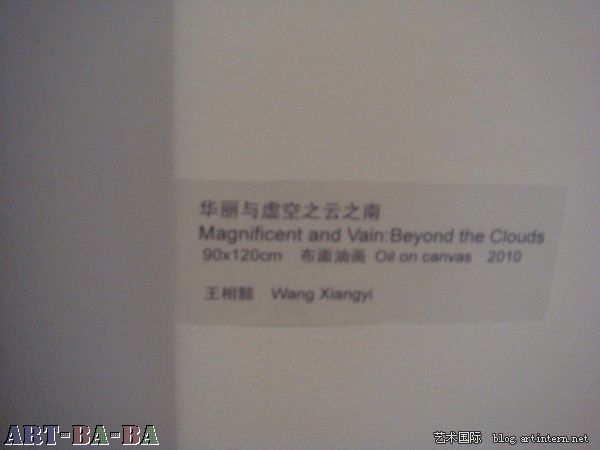 华丽与虚空之云之南
Magnificent and Vain:Beyond the Clouds
90x120cm 布面油画 Oil on canvas 2010
王相懿 Wang Xiangyi
ART-BA-BA
艺术国际 blog.artintern.net